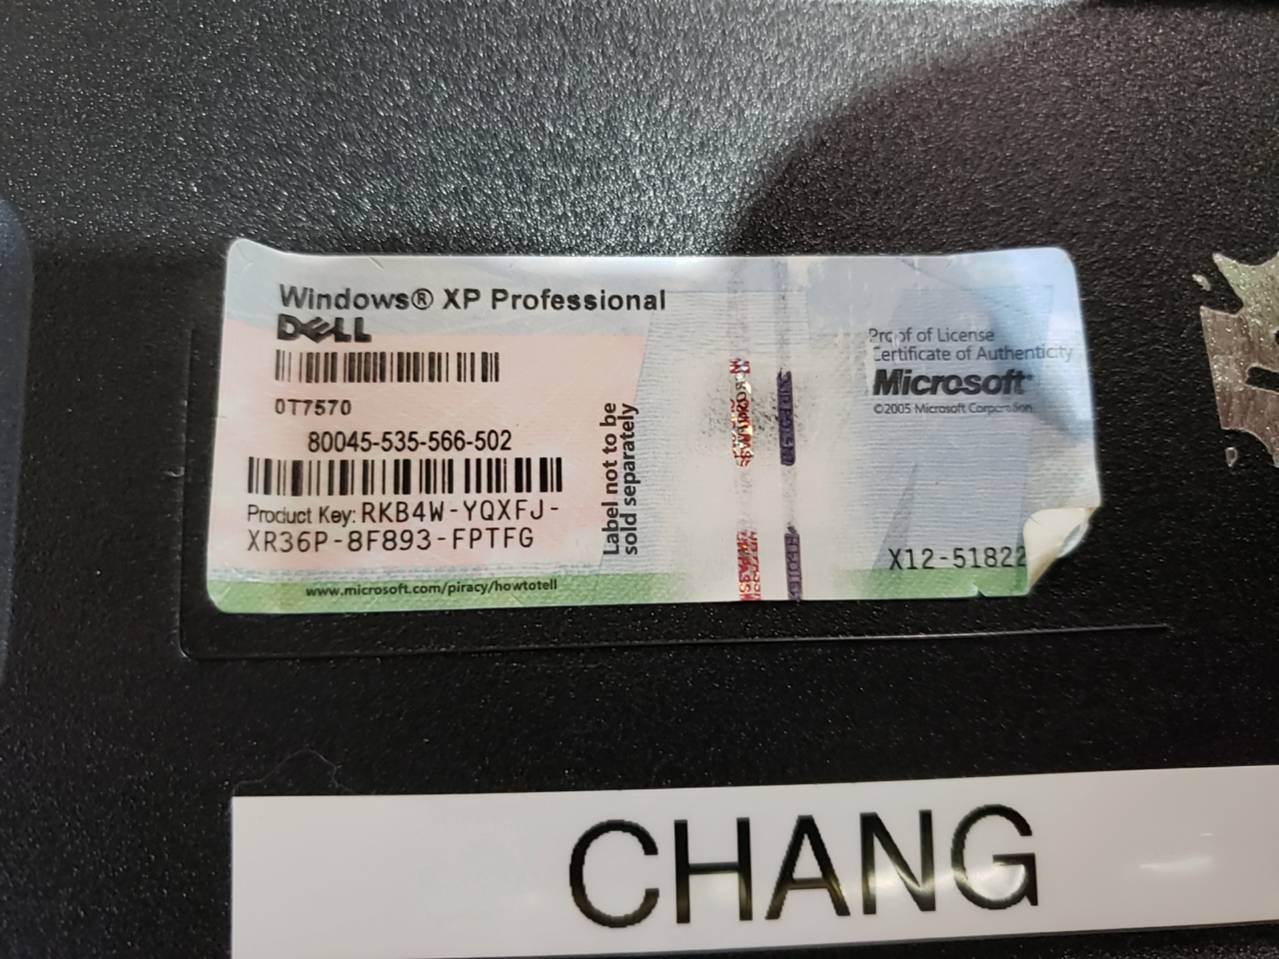 Windows® XP Professional
DELL
0T7570
80045-535-566-502
Product Key: RKB4W-YQXFJ-
XR36P-8F893-FPTFG
Label not to be
sold separately
www.microsoft.com/piracy/howtotell
Proof of License
Certificate of Authenticity
Microsoft®
©2005 Microsoft Corporation
X12-51822
CHANG